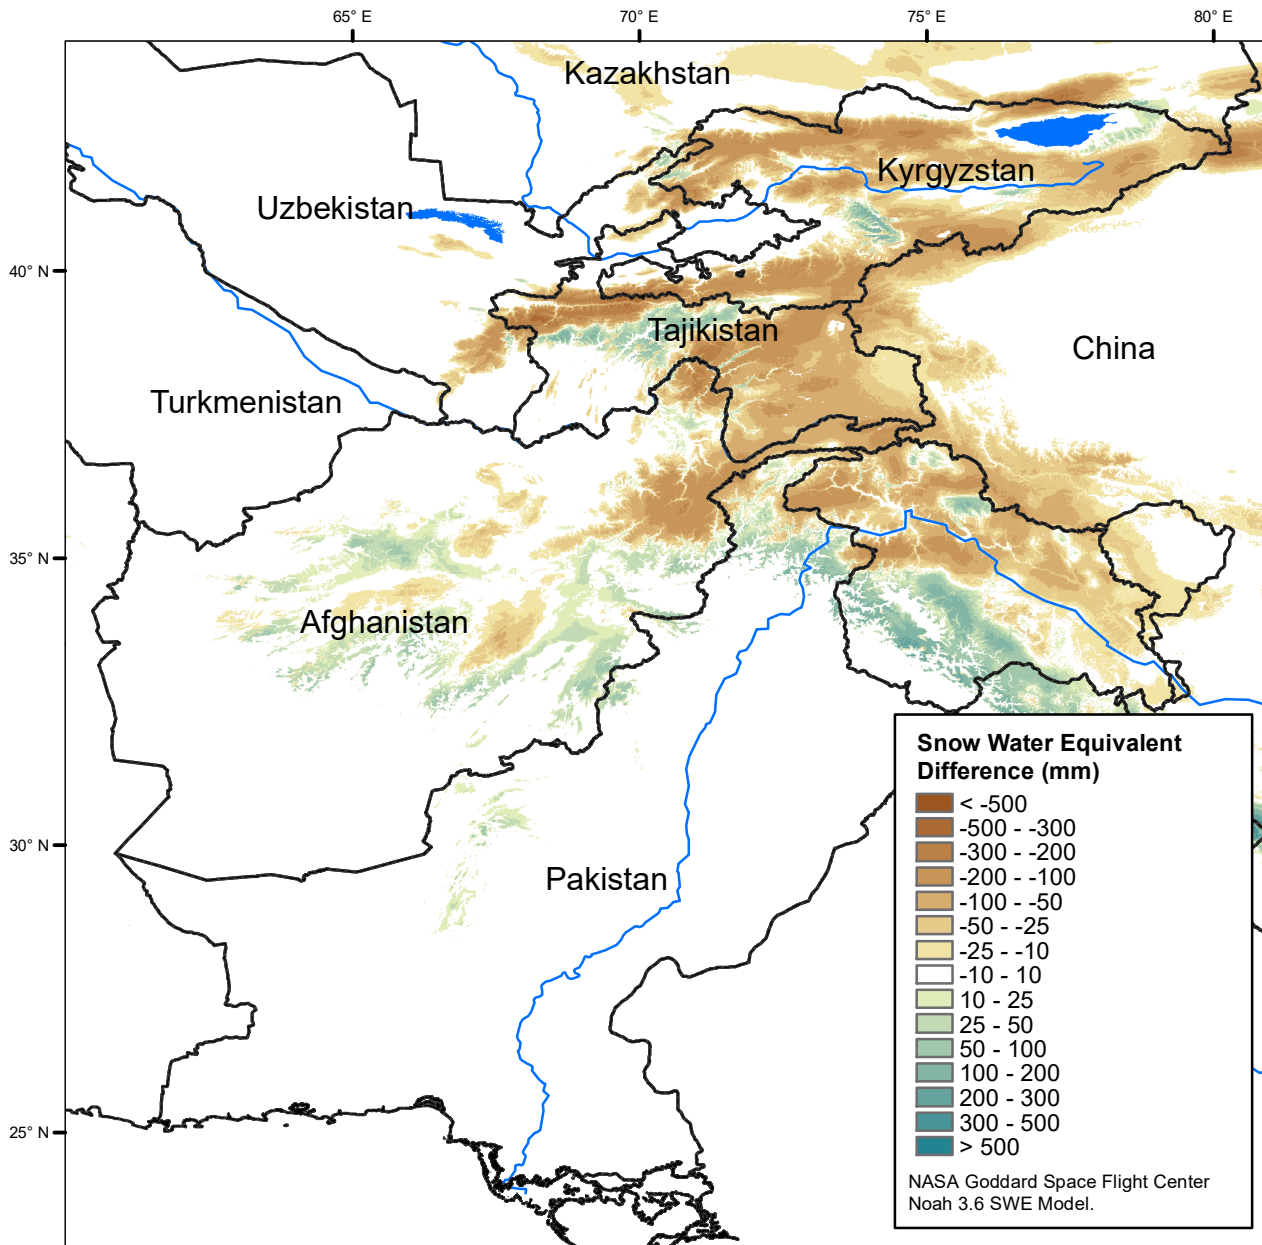 65° E
70° E
75° E
80° E
Kazakhstan
Kyrgyzstan
Uzbekistan
40° N
Tajikistan
China
Turkmenistan
35° N
Afghanistan
Snow Water Equivalent
Difference (mm)
< -500
-500 - -300
-300 - -200
-200 - -100
-100 - -50
-50 - -25
-25 - -10
-10 - 10
10 - 25
25 - 50
50 - 100
100 - 200
200 - 300
300 - 500
> 500
NASA Goddard Space Flight Center
Noah 3.6 SWE Model.
30° N
Pakistan
25° N